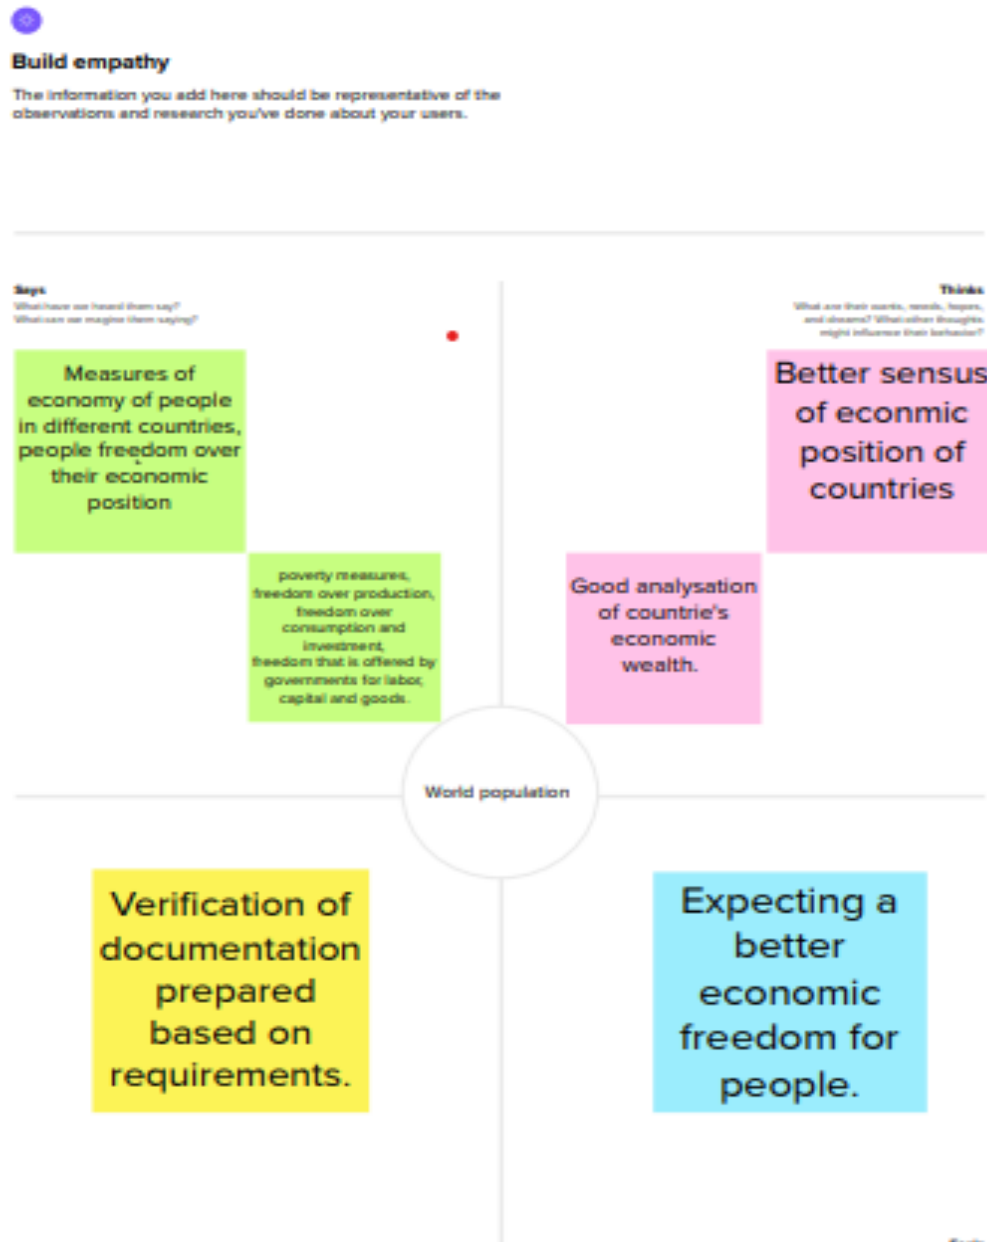 Build empathy
The information you add here should be representative of the
observations and research you've done about your users.
Says
What have we heard them say?
What can we magine them saying?
Thinks
What are their wants, needs, hopes,
and dreams? What other thoughts
might influence their behavior?
Measures of
economy of people
in different countries,
people freedom over
their economic
position
poverty measures,
freedom over production,
freedom over
consumption and
investment,
freedom that is offered by
governments for labor,
capital and goods.
Better sensus
of econmic
position of
countries
Good analysation
of countrie's
economic
wealth.
World population
Verification of
documentation
prepared
based on
requirements.
Expecting a
better
economic
freedom for
people.